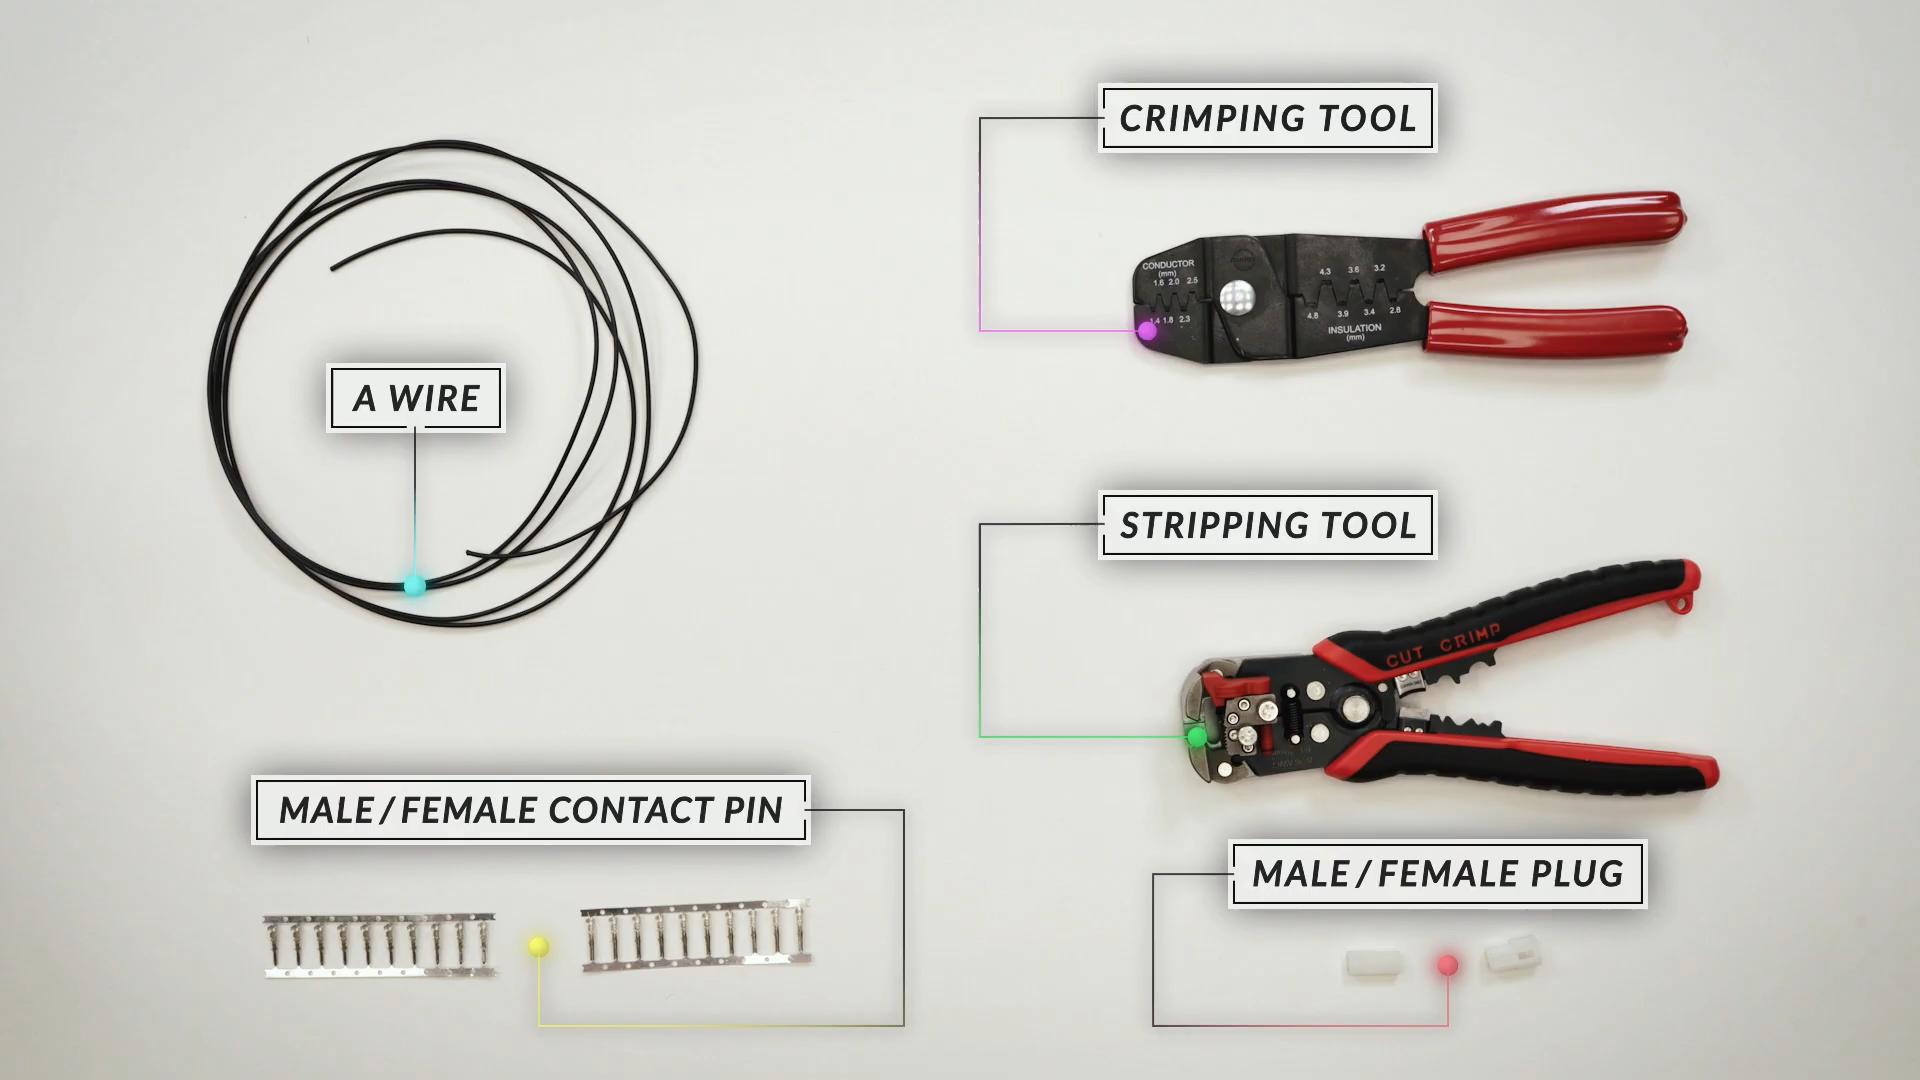 CRIMPING TOOL
CONDUCTOR
(mm)
1.6 2.0 2.5
1.8 2.3
4.3 3.6 3.2
4.8 3.9 3.4 2.8
INSULATION
(mm)
A WIRE
STRIPPING TOOL
CUT CRIMP
MALE/FEMALE CONTACT PIN
MALE/FEMALE PLUG